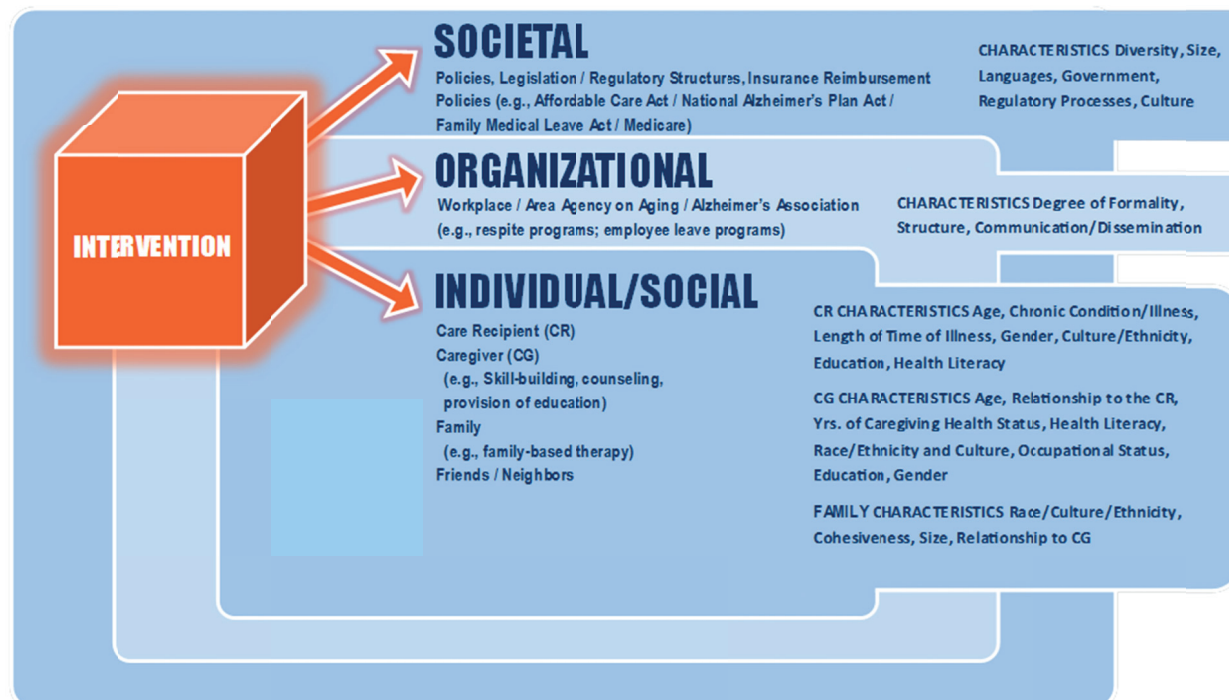 SOCIETAL
Policies, Legislation / Regulatory Structures, Insurance Reimbursement
Policies (e.g., Affordable Care Act / National Alzheimer's Plan Act /
Family Medical Leave Act / Medicare)
CHARACTERISTICS Diversity, Size,
Languages, Government,
Regulatory Processes, Culture
INTERVENTION
ORGANIZATIONAL
Workplace / Area Agency on Aging / Alzheimer's Association
(e.g., respite programs; employee leave programs)
CHARACTERISTICS Degree of Formality,
Structure, Communication/Dissemination
INDIVIDUAL/SOCIAL
Care Recipient (CR)
Caregiver (CG)
(e.g., Skill-building, counseling,
provision of education)
Family
(e.g., family-based therapy)
Friends / Neighbors
CR CHARACTERISTICS Age, Chronic Condition/Illness,
Length of Time of Illness, Gender, Culture/Ethnicity,
Education, Health Literacy
CG CHARACTERISTICS Age, Relationship to the CR,
Yrs. of Caregiving Health Status, Health Literacy,
Race/Ethnicity and Culture, Occupational Status,
Education, Gender
FAMILY CHARACTERISTICS Race/Culture/Ethnicity,
Cohesiveness, Size, Relationship to CG